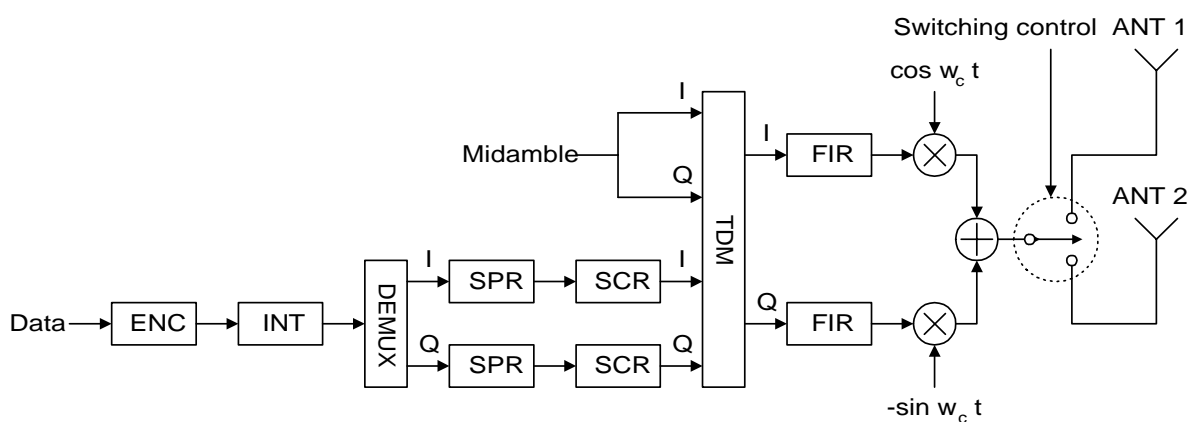 Switching control ANT 1
cos w_c t
I
I
Midamble
FIR
Q
ANT 2
TDM
I
I
SPR
SCR
Q
Data
ENC
INT
DEMUX
FIR
Q
Q
SPR
SCR
-sin w_c t